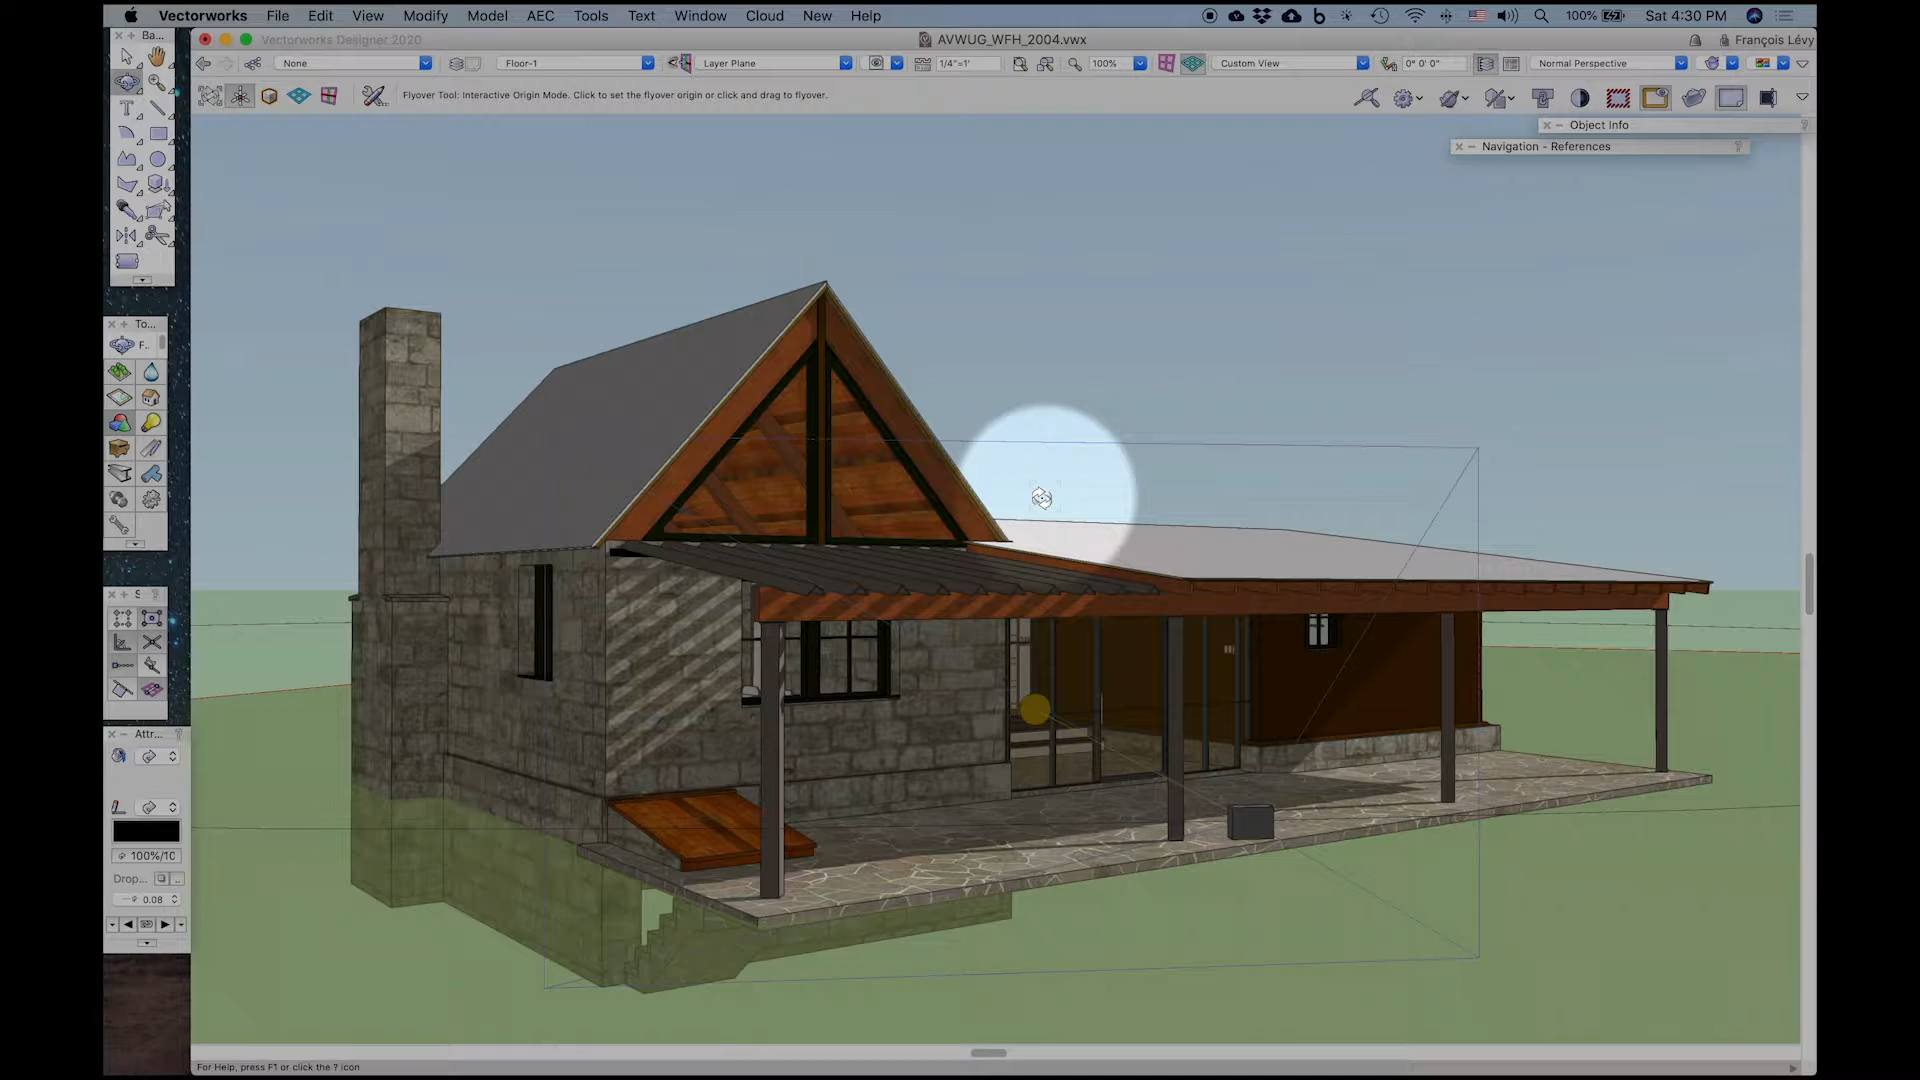 Vectorworks File Edit View Modify Model AEC Tools Text Window Cloud New Help 100% Sat 4:30 PM
Ba... Vectorworks Designer 2020 AVWUG_WFH_2004.vwx François Lévy
None Floor-1 Layer Plane 1/4"=1' 100% Custom View 0° 0' 0" Normal Perspective
Flyover Tool: Interactive Origin Mode. Click to set the flyover origin or click and drag to flyover.
Object Info
Navigation - References
To...
F..
S
Attr...
100%/10
Drop...
0.08
For Help, press F1 or click the ? icon